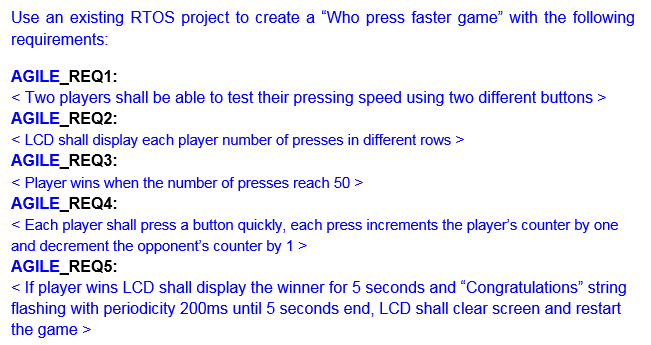 Use an existing RTOS project to create a “Who press faster game” with the following
requirements:
AGILE_REQ1:
< Two players shall be able to test their pressing speed using two different buttons >
AGILE_REQ2:
< LCD shall display each player number of presses in different rows >
AGILE_REQ3:
< Player wins when the number of presses reach 50 >
AGILE_REQ4:
< Each player shall press a button quickly, each press increments the player’s counter by one
and decrement the opponent’s counter by 1 >
AGILE_REQ5:
< If player wins LCD shall display the winner for 5 seconds and “Congratulations” string
flashing with periodicity 200ms until 5 seconds end, LCD shall clear screen and restart
the game >